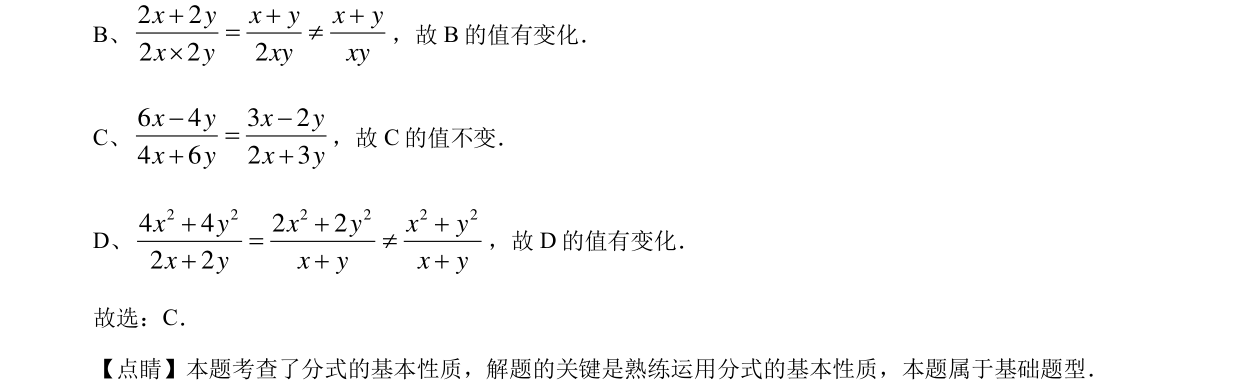 B、$\frac{2x+2y}{2x\times 2y}=\frac{x+y}{2xy}\neq\frac{x+y}{xy}$，故 B 的值有变化．
C、$\frac{6x-4y}{4x+6y}=\frac{3x-2y}{2x+3y}$，故 C 的值不变．
D、$\frac{4x^2+4y^2}{2x+2y}=\frac{2x^2+2y^2}{x+y}\neq\frac{x^2+y^2}{x+y}$，故 D 的值有变化．
故选：C．
【点睛】本题考查了分式的基本性质，解题的关键是熟练运用分式的基本性质，本题属于基础题型．